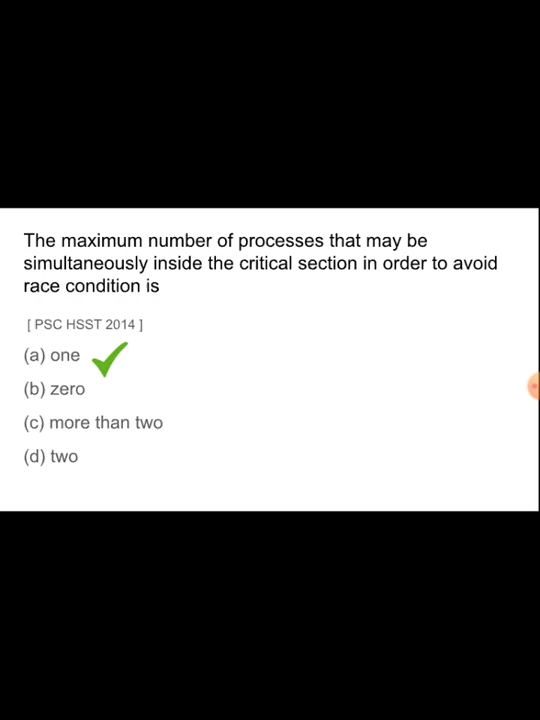 The maximum number of processes that may be
simultaneously inside the critical section in order to avoid
race condition is
[ PSC HSST 2014 ]
(a) one
(b) zero
(c) more than two
(d) two